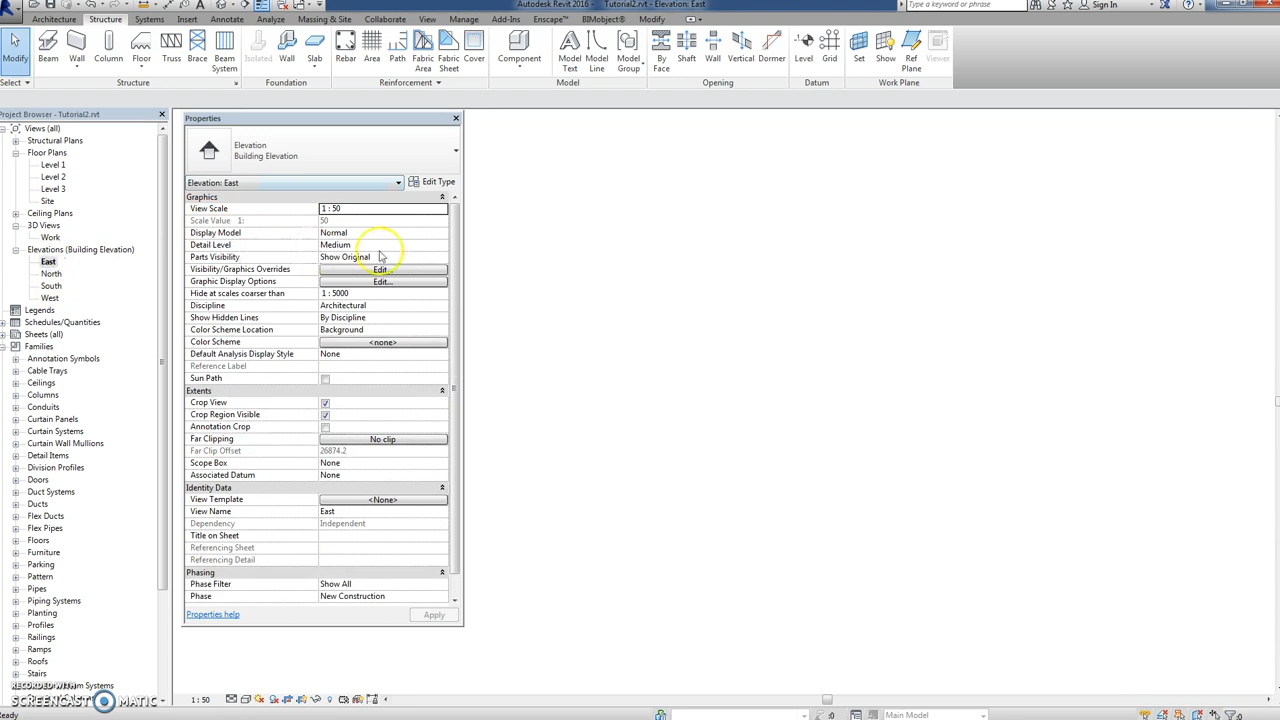 Autodesk Revit 2016 - Tutorial2.rvt - Elevation: East
Type a keyword or phrase
Sign In
Architecture Structure Systems Insert Annotate Analyze Massing & Site Collaborate View Manage Add-Ins Enscape™ BIMobject® Modify
Modify Beam Wall Column Floor Truss Brace Beam System Isolated Wall Slab Rebar Area Path Fabric Area Fabric Sheet Cover Component Model Text Model Line Model Group By Face Shaft Wall Vertical Dormer Level Grid Set Show Ref Plane Viewer
Select Structure Foundation Reinforcement Model Opening Datum Work Plane
Project Browser - Tutorial2.rvt
Views (all)
Structural Plans
Floor Plans
Level 1
Level 2
Level 3
Site
Ceiling Plans
3D Views
Work
Elevations (Building Elevation)
East
North
South
West
Legends
Schedules/Quantities
Sheets (all)
Families
Annotation Symbols
Cable Trays
Ceilings
Columns
Conduits
Curtain Panels
Curtain Systems
Curtain Wall Mullions
Detail Items
Division Profiles
Doors
Duct Systems
Ducts
Flex Ducts
Flex Pipes
Floors
Furniture
Parking
Pattern
Pipes
Piping Systems
Planting
Profiles
Railings
Ramps
Roofs
Stairs
Properties
Elevation
Building Elevation
Elevation: East Edit Type
Graphics
View Scale 1 : 50
Scale Value 1: 50
Display Model Normal
Detail Level Medium
Parts Visibility Show Original
Visibility/Graphics Overrides Edit...
Graphic Display Options Edit...
Hide at scales coarser than 1 : 5000
Discipline Architectural
Show Hidden Lines By Discipline
Color Scheme Location Background
Color Scheme <none>
Default Analysis Display Style None
Reference Label
Sun Path
Extents
Crop View
Crop Region Visible
Annotation Crop
Far Clipping No clip
Far Clip Offset 26874.2
Scope Box None
Associated Datum None
Identity Data
View Template <None>
View Name East
Dependency Independent
Title on Sheet
Referencing Sheet
Referencing Detail
Phasing
Phase Filter Show All
Phase New Construction
Properties help Apply
RECORDED WITH
SCREENCAST MATIC
1 : 50
Ready
:0
Main Model